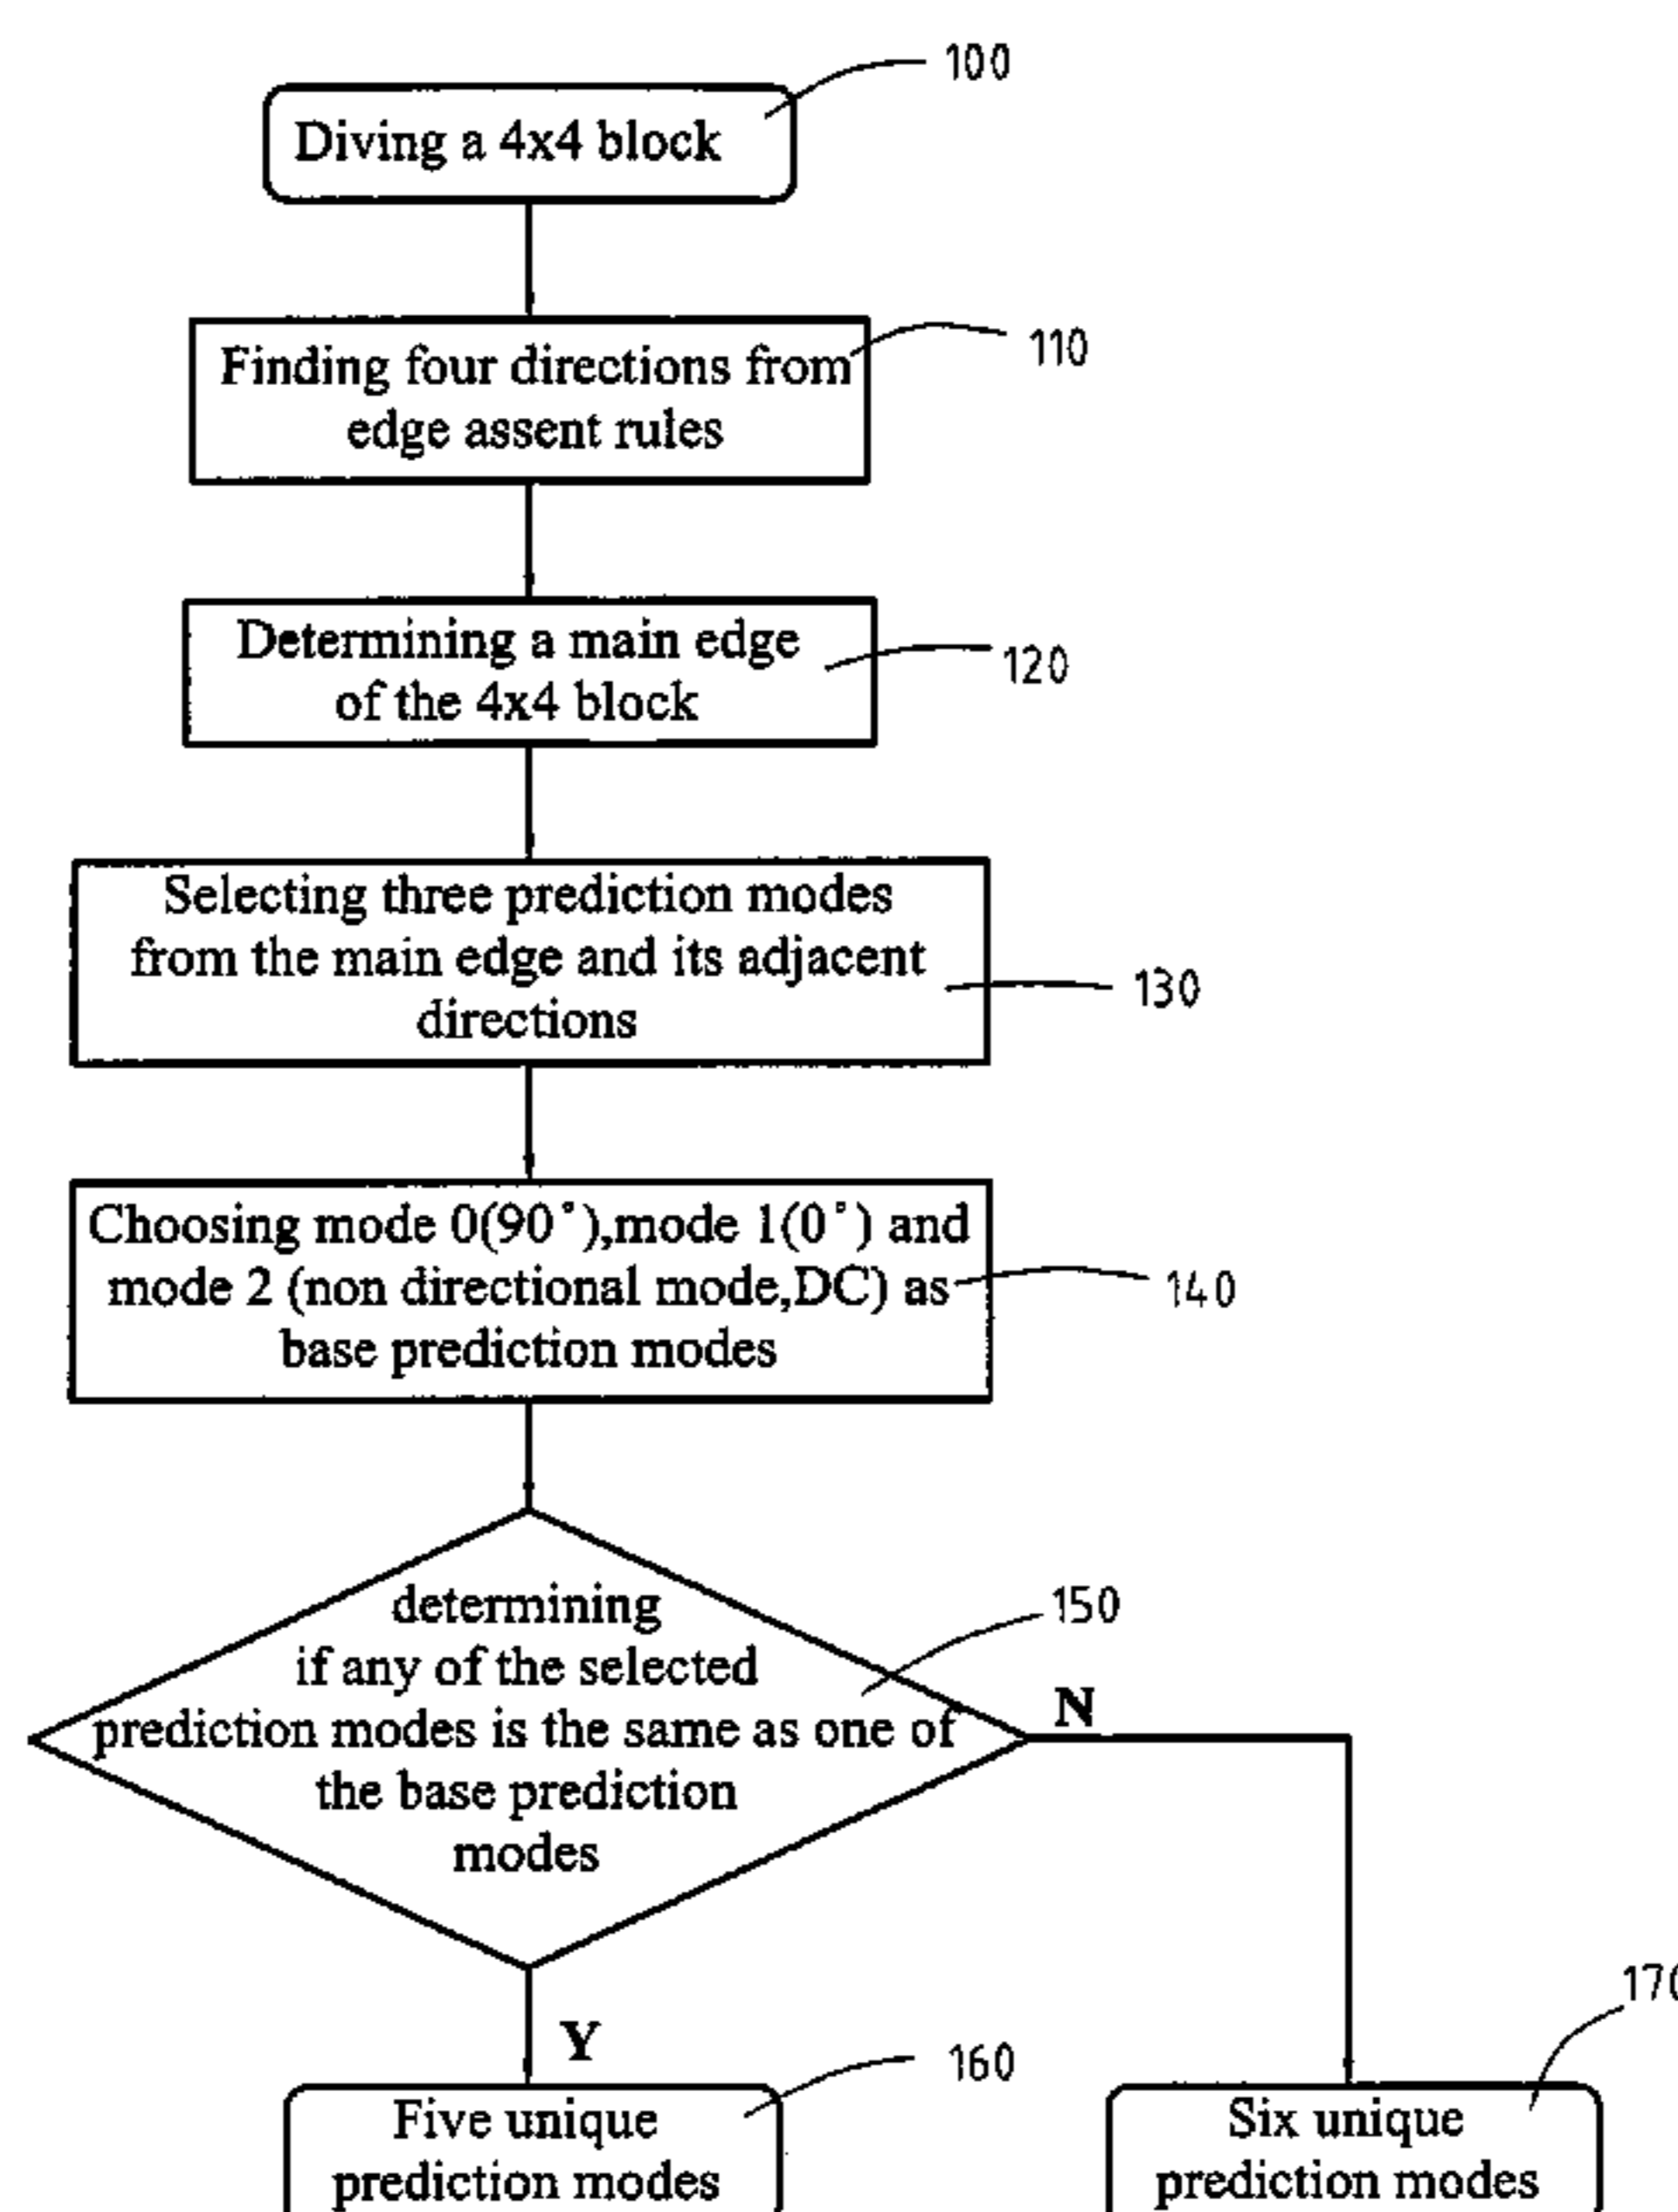 100
Diving a 4x4 block
110
Finding four directions from
edge assent rules
120
Determining a main edge
of the 4x4 block
Selecting three prediction modes
from the main edge and its adjacent
directions
130
Choosing mode 0(90°),mode 1(0°) and
mode 2 (non directional mode,DC) as
base prediction modes
140
determining
if any of the selected
prediction modes is the same as one of
the base prediction
modes
150
N
Y
160
170
Five unique
prediction modes
Six unique
prediction modes